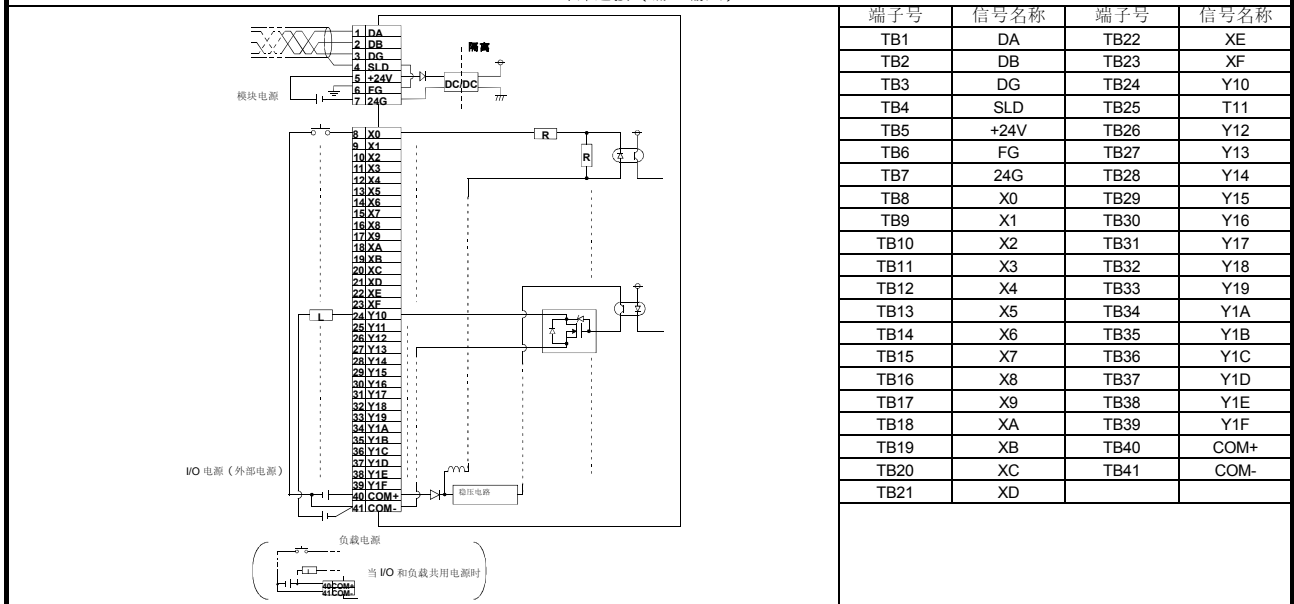 1 DA
2 DB
3 DG
4 SLD
5 +24V
6 FG
7 24G
隔离
DC/DC
模块电源
8 X0
9 X1
10 X2
11 X3
12 X4
13 X5
14 X6
15 X7
16 X8
17 X9
18 XA
19 XB
20 XC
21 XD
22 XE
23 XF
24 Y10
25 Y11
26 Y12
27 Y13
28 Y14
29 Y15
30 Y16
31 Y17
32 Y18
33 Y19
34 Y1A
35 Y1B
36 Y1C
37 Y1D
38 Y1E
39 Y1F
40 COM+
41 COM-
R
R
L
I/O 电源（外部电源）
稳压电路
负载电源
L
当 I/O 和负载共用电源时
40 COM+
41 COM-
端子号 信号名称 端子号 信号名称
TB1 DA TB22 XE
TB2 DB TB23 XF
TB3 DG TB24 Y10
TB4 SLD TB25 T11
TB5 +24V TB26 Y12
TB6 FG TB27 Y13
TB7 24G TB28 Y14
TB8 X0 TB29 Y15
TB9 X1 TB30 Y16
TB10 X2 TB31 Y17
TB11 X3 TB32 Y18
TB12 X4 TB33 Y19
TB13 X5 TB34 Y1A
TB14 X6 TB35 Y1B
TB15 X7 TB36 Y1C
TB16 X8 TB37 Y1D
TB17 X9 TB38 Y1E
TB18 XA TB39 Y1F
TB19 XB TB40 COM+
TB20 XC TB41 COM-
TB21 XD